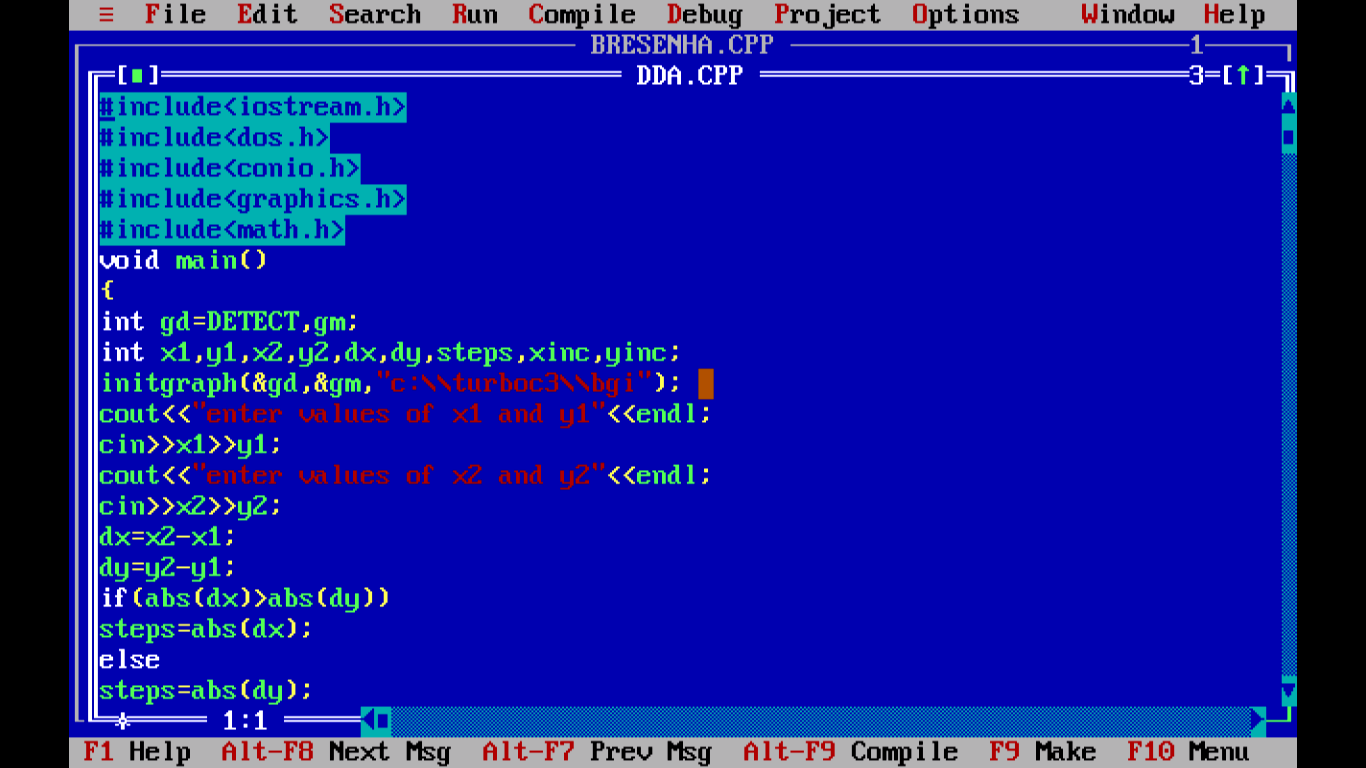 ≡ File Edit Search Run Compile Debug Project Options Window Help
BRESENHA.CPP 1
[■] DDA.CPP 3=[↑]
#include<iostream.h>
#include<dos.h>
#include<conio.h>
#include<graphics.h>
#include<math.h>
void main()
{
int gd=DETECT,gm;
int x1,y1,x2,y2,dx,dy,steps,xinc,yinc;
initgraph(&gd,&gm,"c:\\turboc3\\bgi");
cout<<"enter values of x1 and y1"<<endl;
cin>>x1>>y1;
cout<<"enter values of x2 and y2"<<endl;
cin>>x2>>y2;
dx=x2-x1;
dy=y2-y1;
if(abs(dx)>abs(dy))
steps=abs(dx);
else
steps=abs(dy);
1:1
F1 Help Alt-F8 Next Msg Alt-F7 Prev Msg Alt-F9 Compile F9 Make F10 Menu